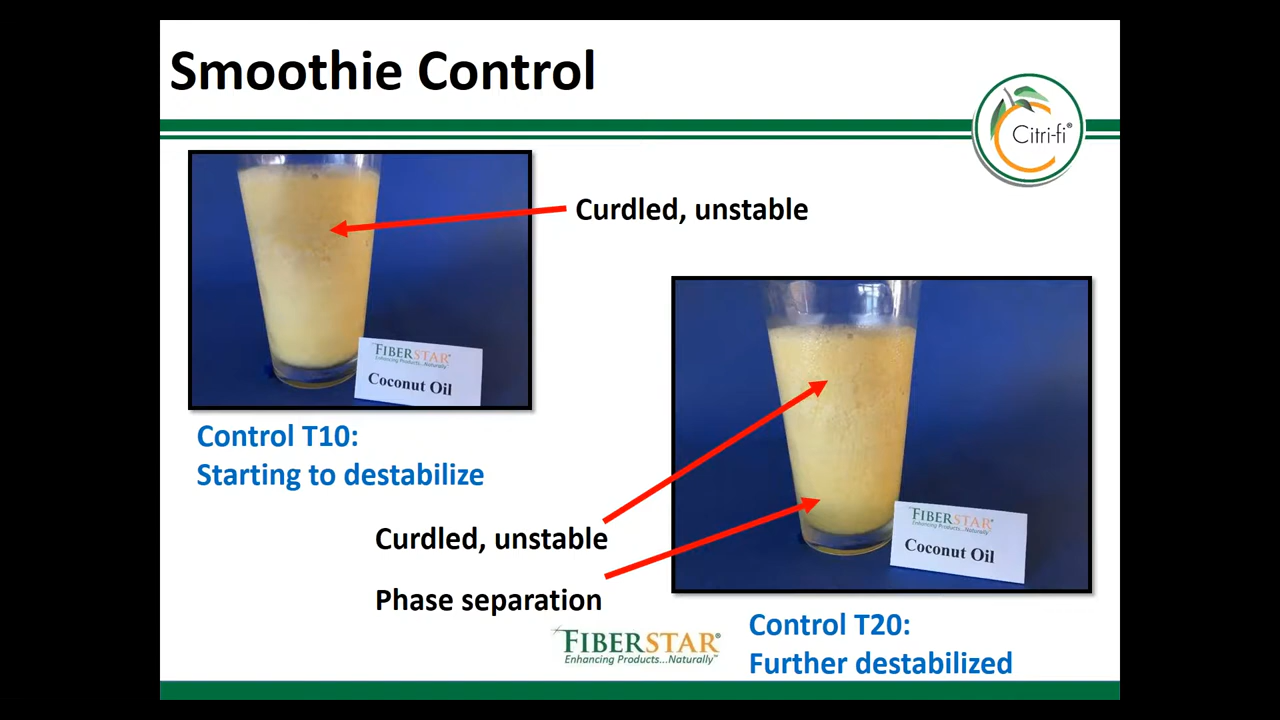 Smoothie Control
Citri-fi®
Curdled, unstable
FIBERSTAR®
Enhancing Products...Naturally™
Coconut Oil
Control T10:
Starting to destabilize
Curdled, unstable
Phase separation
FIBERSTAR®
Enhancing Products...Naturally™
Coconut Oil
FIBERSTAR®
Enhancing Products...Naturally™
Control T20:
Further destabilized